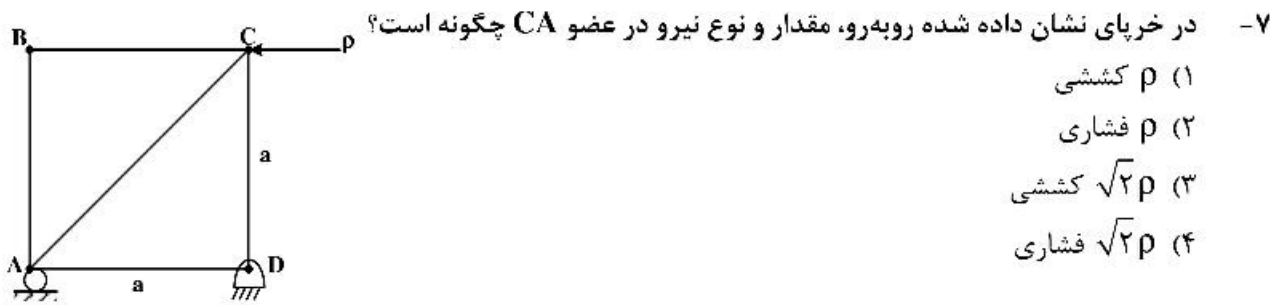 ۷- در خرپای نشان داده شده روبه‌رو، مقدار و نوع نیرو در عضو CA چگونه است؟
۱) ρ کششی
۲) ρ فشاری
۳) √۲ρ کششی
۴) √۲ρ فشاری
B C ρ
a
A a D